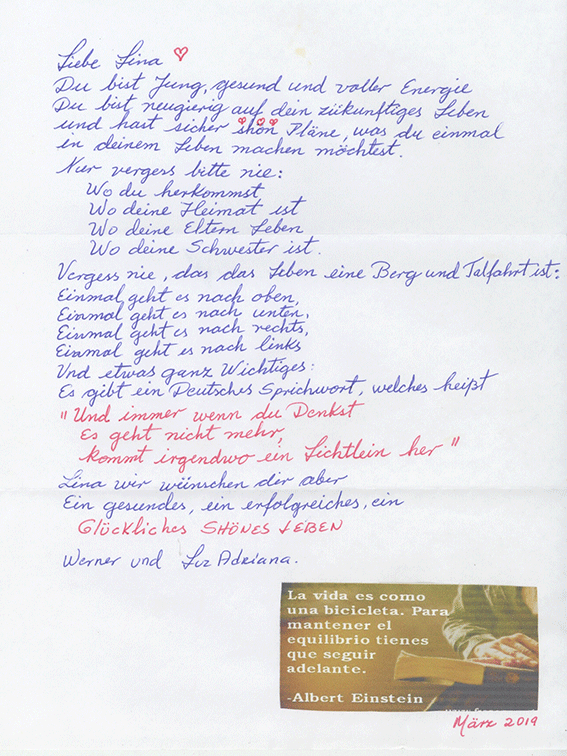 Liebe Lina ♡
Du bist Jung, gesund und voller Energie
Du bist neugierig auf dein zükunftiges Leben
und hast sicher shön Pläne, was du einmal
en deinem Leben machen möchtest.
Nur vergess bitte nie:
Wo du herkommst
Wo deine Heimat ist
Wo deine Eltern Leben
Wo deine Schwester ist.
Vergess nie, das das Leben eine Berg und Talfahrt ist:
Einmal geht es nach oben,
Einmal geht es nach unten,
Einmal geht es nach rechts,
Einmal geht es nach links
Und etwas ganz Wichtiges:
Es gibt ein Deutsches Sprichwort, welches heißt
"Und immer wenn du Denkst
Es geht nicht mehr,
kommt irgendwo ein Lichtlein her"
Lina wir wünschen der aber
Ein gesundes, ein erfolgreiches, ein
Glückliches SHÖNES LEBEN
Werner und Luz Adriana.
La vida es como
una bicicleta. Para
mantener el
equilibrio tienes
que seguir
adelante.
-Albert Einstein
März 2019